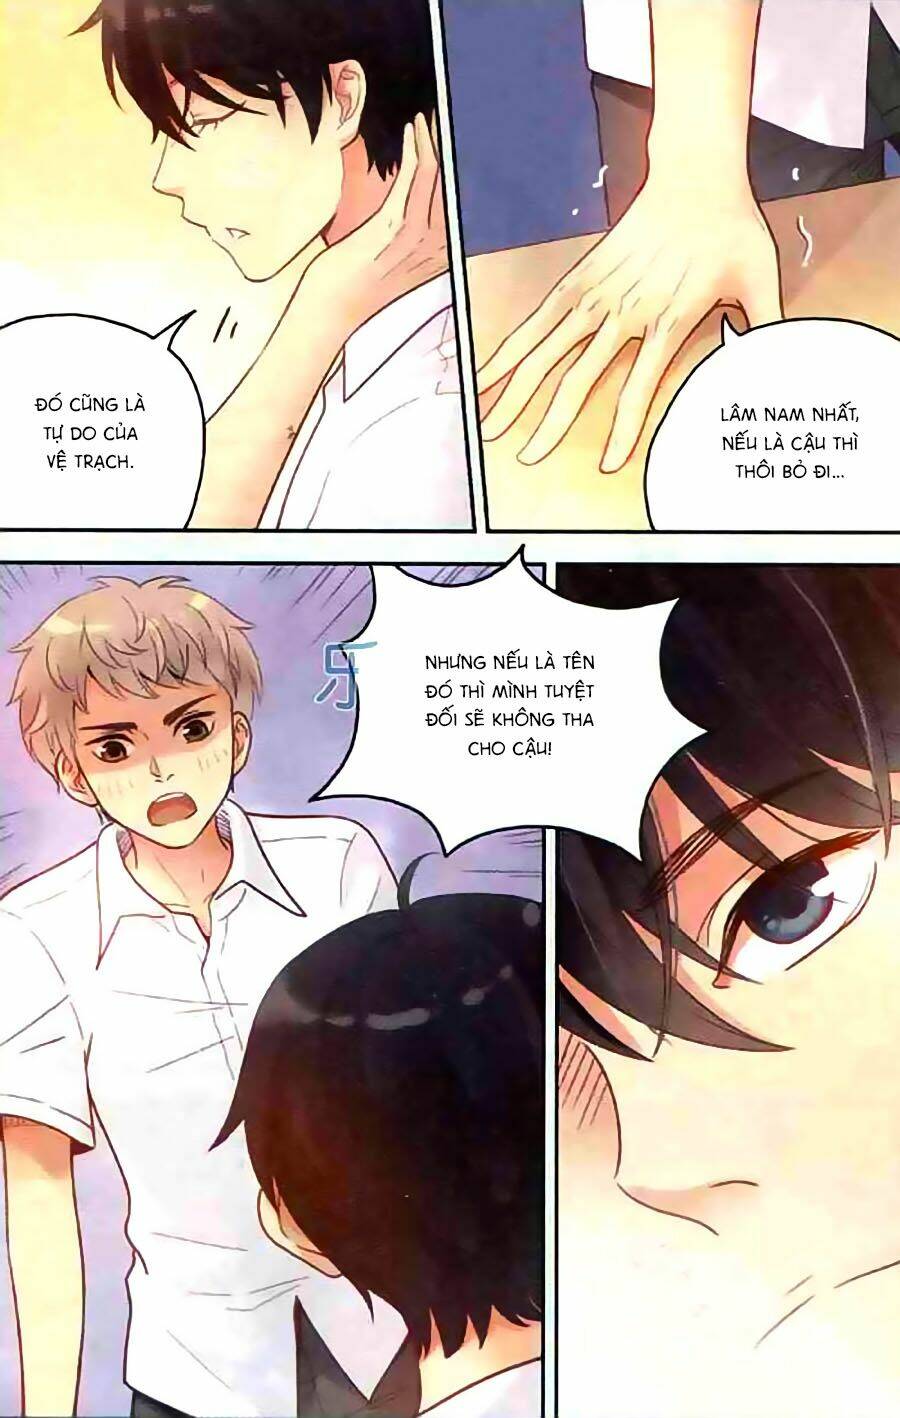 ĐÓ CŨNG LÀ
TỰ DO CỦA
VỆ TRẠCH.
LÂM NAM NHẤT,
NẾU LÀ CẬU THÌ
THÔI BỎ ĐI...
NHƯNG NẾU LÀ TÊN
ĐÓ THÌ MÌNH TUYỆT
ĐỐI SẼ KHÔNG THA
CHO CẬU!